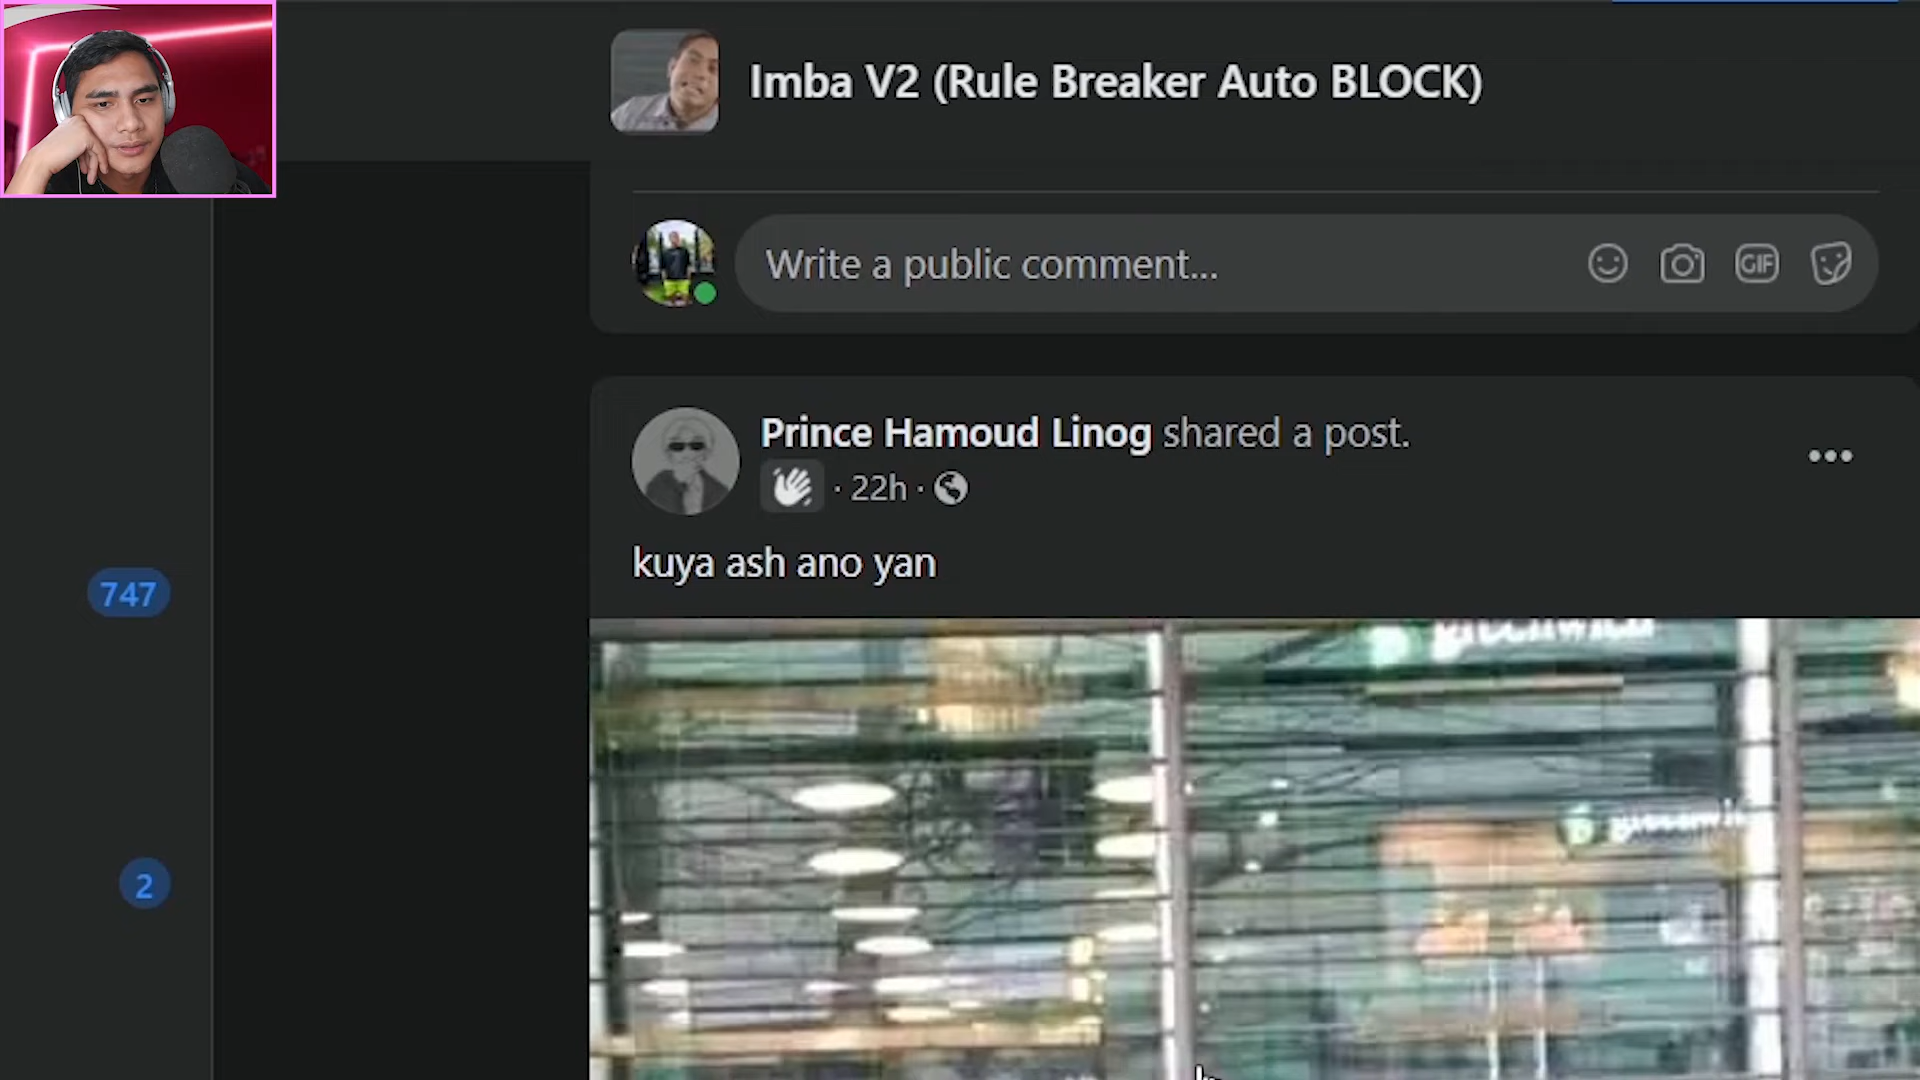 Imba V2 (Rule Breaker Auto BLOCK)
Write a public comment...
GIF
Prince Hamoud Linog shared a post.
· 22h ·
kuya ash ano yan
747
2
greenwich